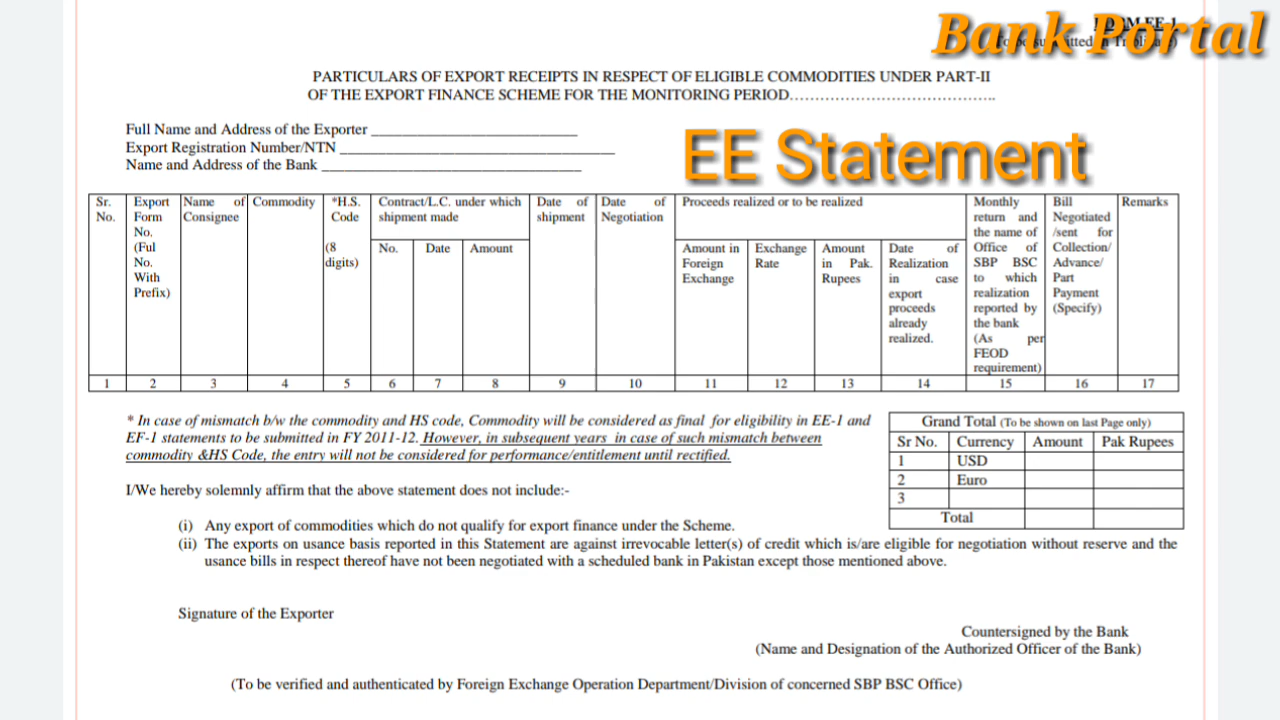 Bank Portal
PARTICULARS OF EXPORT RECEIPTS IN RESPECT OF ELIGIBLE COMMODITIES UNDER PART-II
OF THE EXPORT FINANCE SCHEME FOR THE MONITORING PERIOD.......................................
Full Name and Address of the Exporter ____________________________
Export Registration Number/NTN _____________________________________
Name and Address of the Bank ___________________________________
EE Statement
Sr. No.
Export Form No. (Ful No. With Prefix)
Name of Consignee
Commodity
*H.S. Code (8 digits)
Contract/L.C. under which shipment made
No. Date Amount
Date of shipment
Date of Negotiation
Proceeds realized or to be realized
Amount in Foreign Exchange
Exchange Rate
Amount in Pak. Rupees
Date of Realization in case export proceeds already realized.
Monthly return and the name of Office of SBP BSC to which realization reported by the bank (As per FEOD requirement)
Bill Negotiated /sent for Collection/ Advance/ Part Payment (Specify)
Remarks
1 2 3 4 5 6 7 8 9 10 11 12 13 14 15 16 17
* In case of mismatch b/w the commodity and HS code, Commodity will be considered as final for eligibility in EE-1 and
EF-1 statements to be submitted in FY 2011-12. However, in subsequent years in case of such mismatch between
commodity &HS Code, the entry will not be considered for performance/entitlement until rectified.
Grand Total (To be shown on last Page only)
Sr No. Currency Amount Pak Rupees
1 USD
2 Euro
3
Total
I/We hereby solemnly affirm that the above statement does not include:-
(i) Any export of commodities which do not qualify for export finance under the Scheme.
(ii) The exports on usance basis reported in this Statement are against irrevocable letter(s) of credit which is/are eligible for negotiation without reserve and the
usance bills in respect thereof have not been negotiated with a scheduled bank in Pakistan except those mentioned above.
Signature of the Exporter
Countersigned by the Bank
(Name and Designation of the Authorized Officer of the Bank)
(To be verified and authenticated by Foreign Exchange Operation Department/Division of concerned SBP BSC Office)